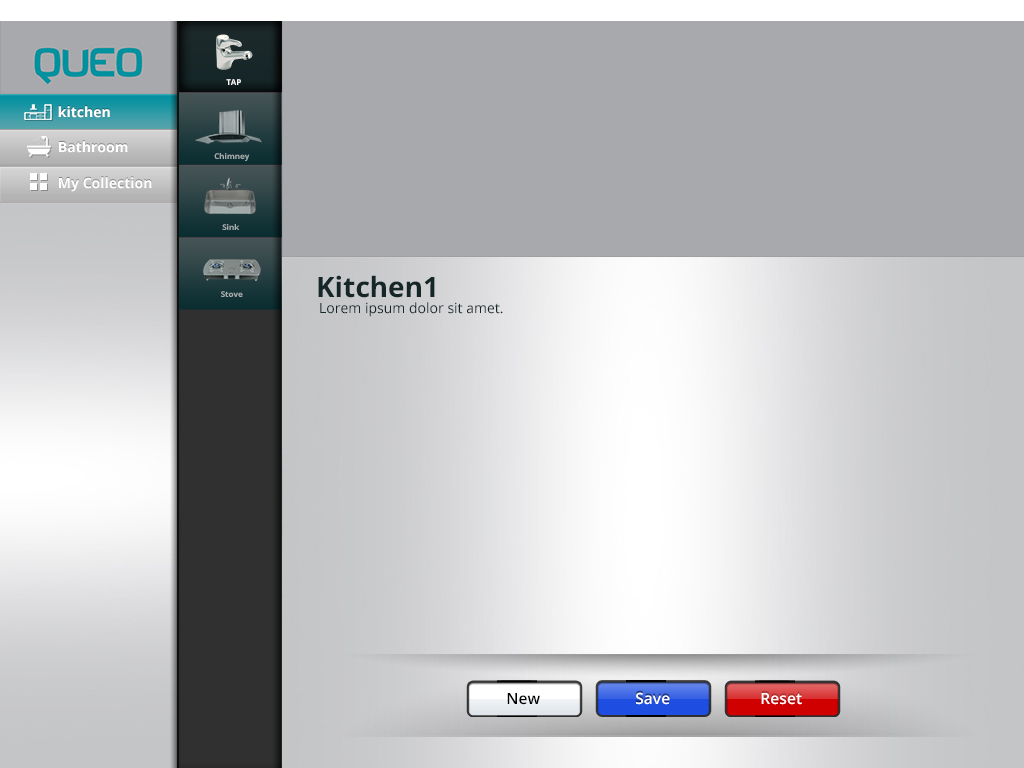 QUEO
kitchen
Bathroom
My Collection
TAP
Chimney
Sink
Stove
Kitchen1
Lorem ipsum dolor sit amet.
New
Save
Reset